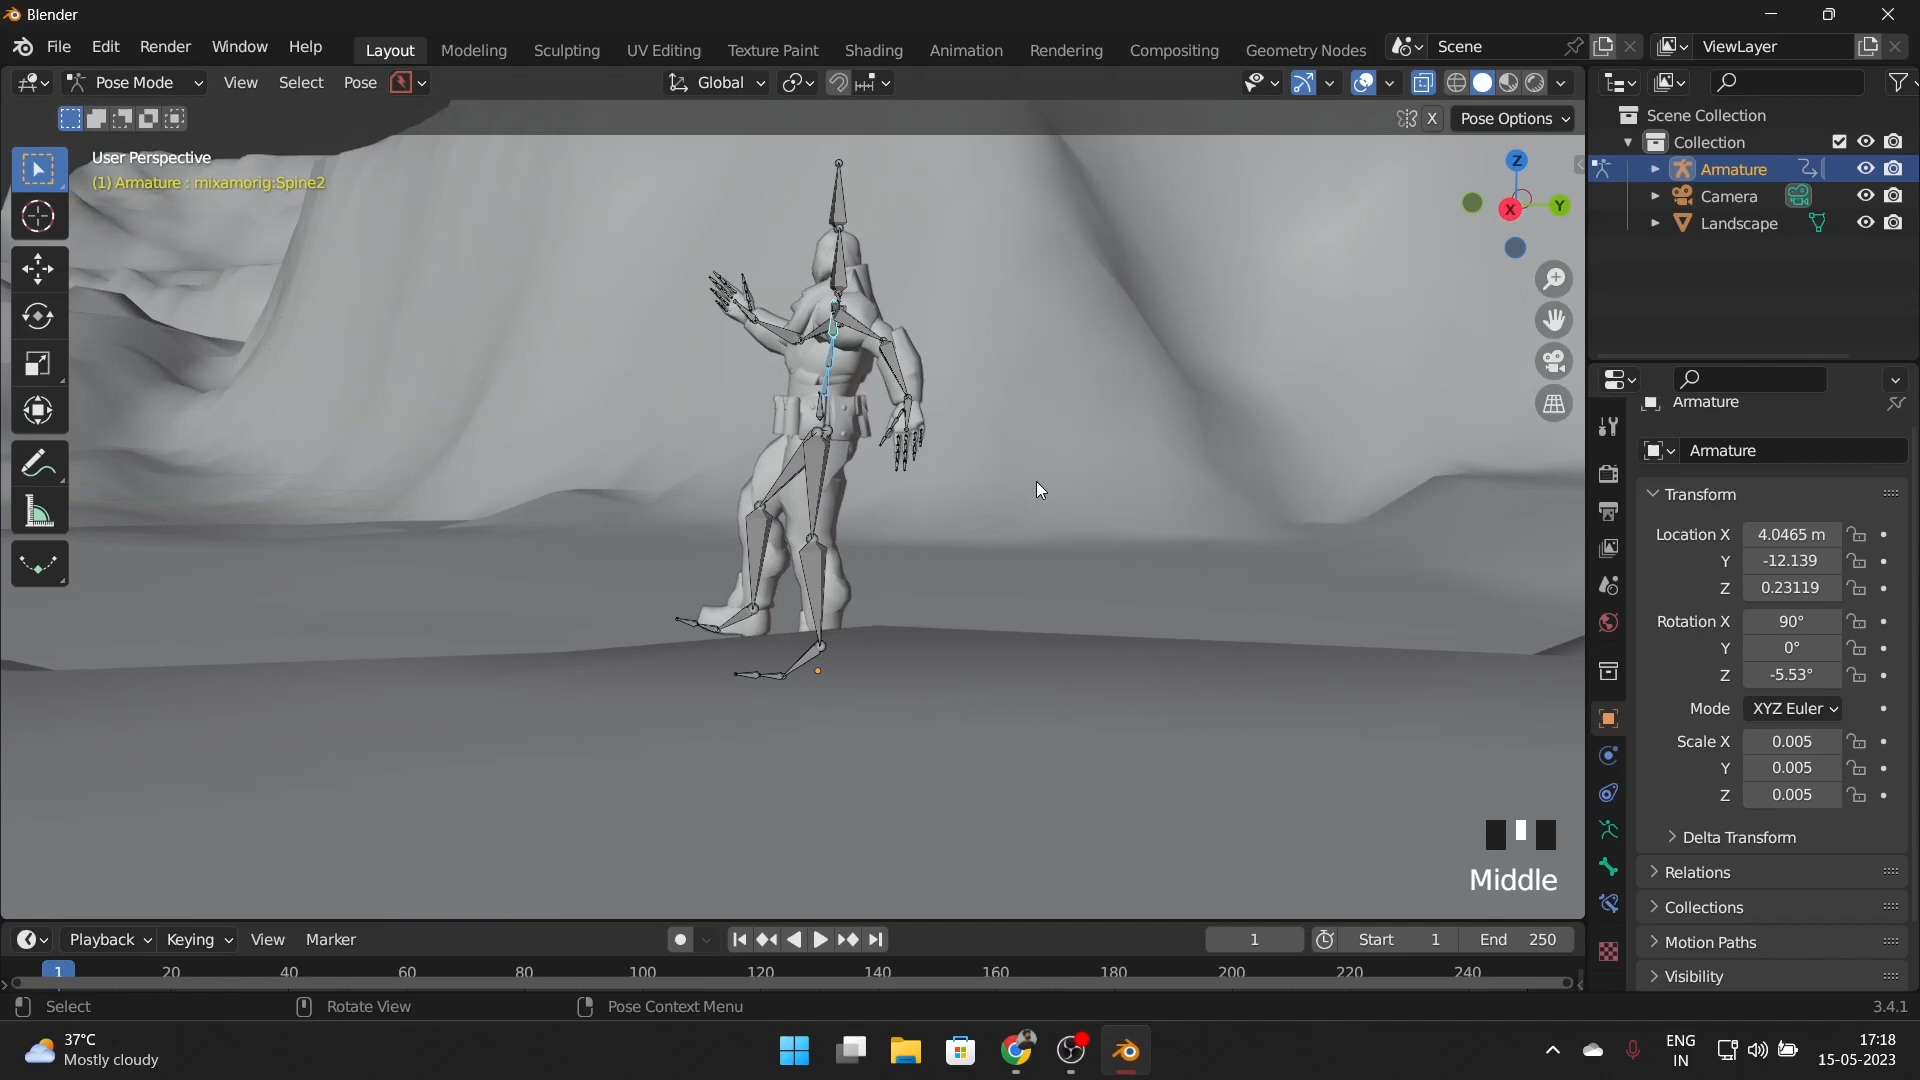 Blender
File Edit Render Window Help Layout Modeling Sculpting UV Editing Texture Paint Shading Animation Rendering Compositing Geometry Nodes Scene ViewLayer
Pose Mode View Select Pose Global
X Pose Options
User Perspective
(1) Armature : mixamorig:Spine2
Z
Y
X
Scene Collection
Collection
Armature
Camera
Landscape
Armature
Armature
Transform
Location X 4.0465 m
Y -12.139
Z 0.23119
Rotation X 90°
Y 0°
Z -5.53°
Mode XYZ Euler
Scale X 0.005
Y 0.005
Z 0.005
Delta Transform
Relations
Collections
Motion Paths
Visibility
Middle
Playback Keying View Marker 1 Start 1 End 250
1 20 40 60 80 100 120 140 160 180 200 220 240
Select Rotate View Pose Context Menu 3.4.1
37°C
Mostly cloudy
ENG
IN
17:18
15-05-2023